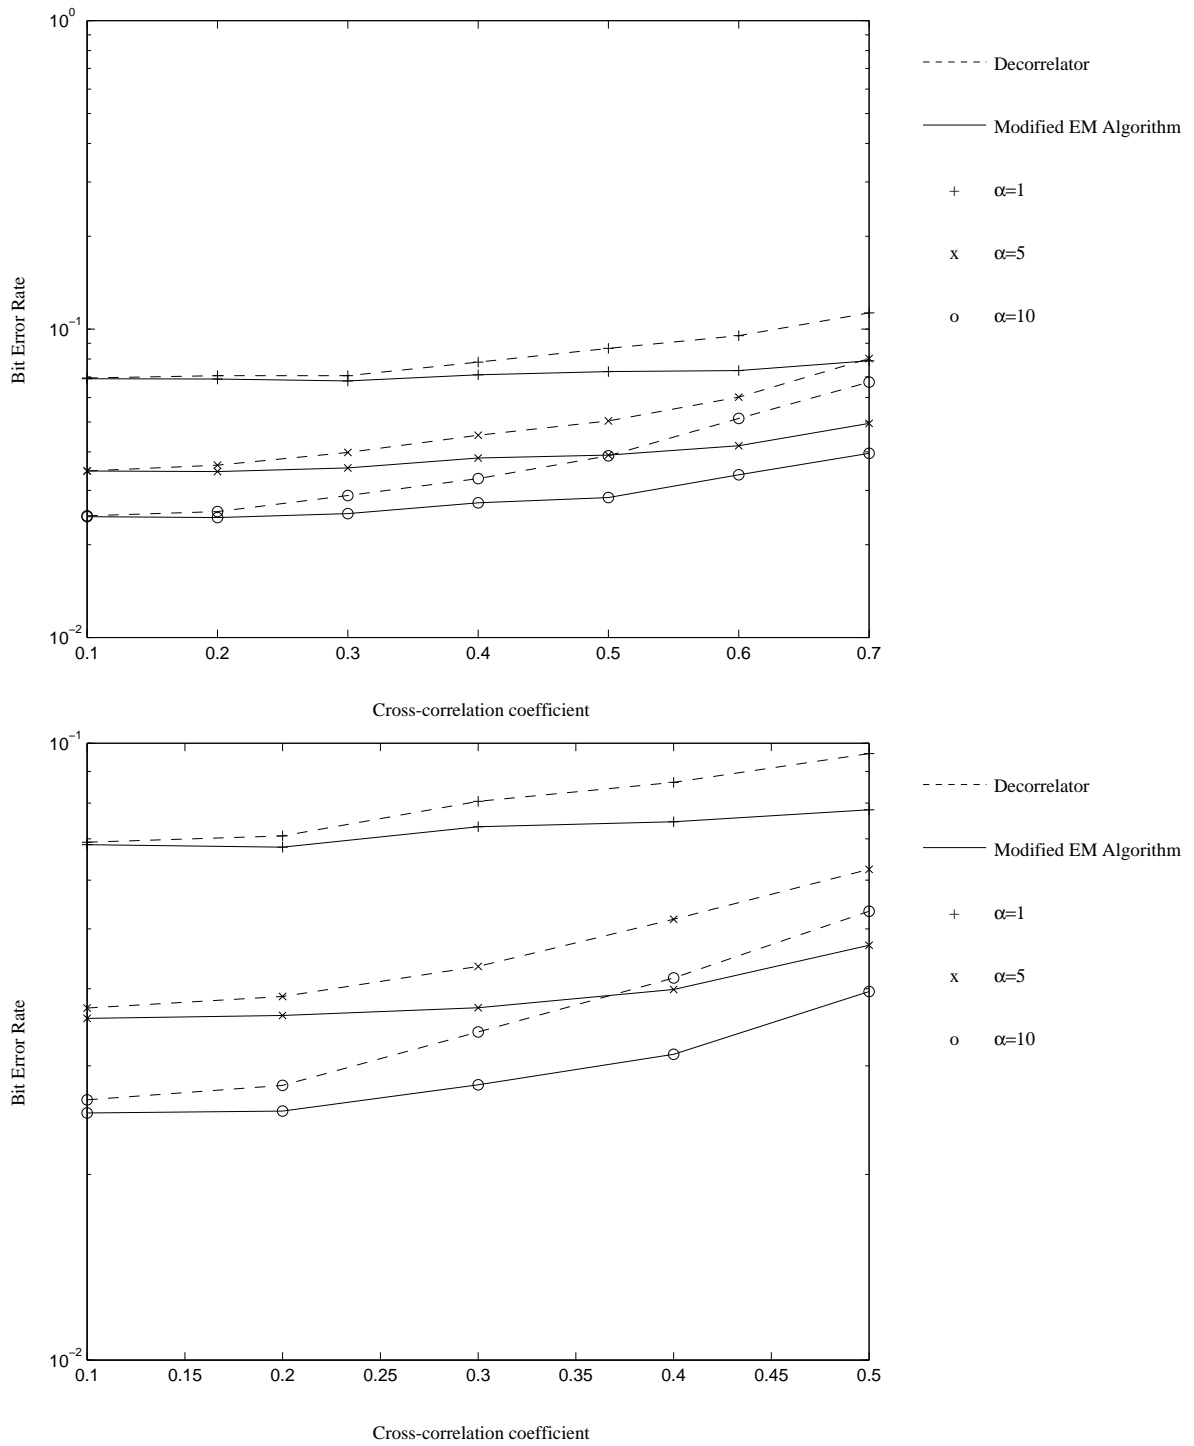 10^0
10^−1
10^−2
Bit Error Rate
0.1 0.2 0.3 0.4 0.5 0.6 0.7
Cross-correlation coefficient
Decorrelator
Modified EM Algorithm
+ α=1
x α=5
o α=10
10^−1
10^−2
Bit Error Rate
0.1 0.15 0.2 0.25 0.3 0.35 0.4 0.45 0.5
Cross-correlation coefficient
Decorrelator
Modified EM Algorithm
+ α=1
x α=5
o α=10